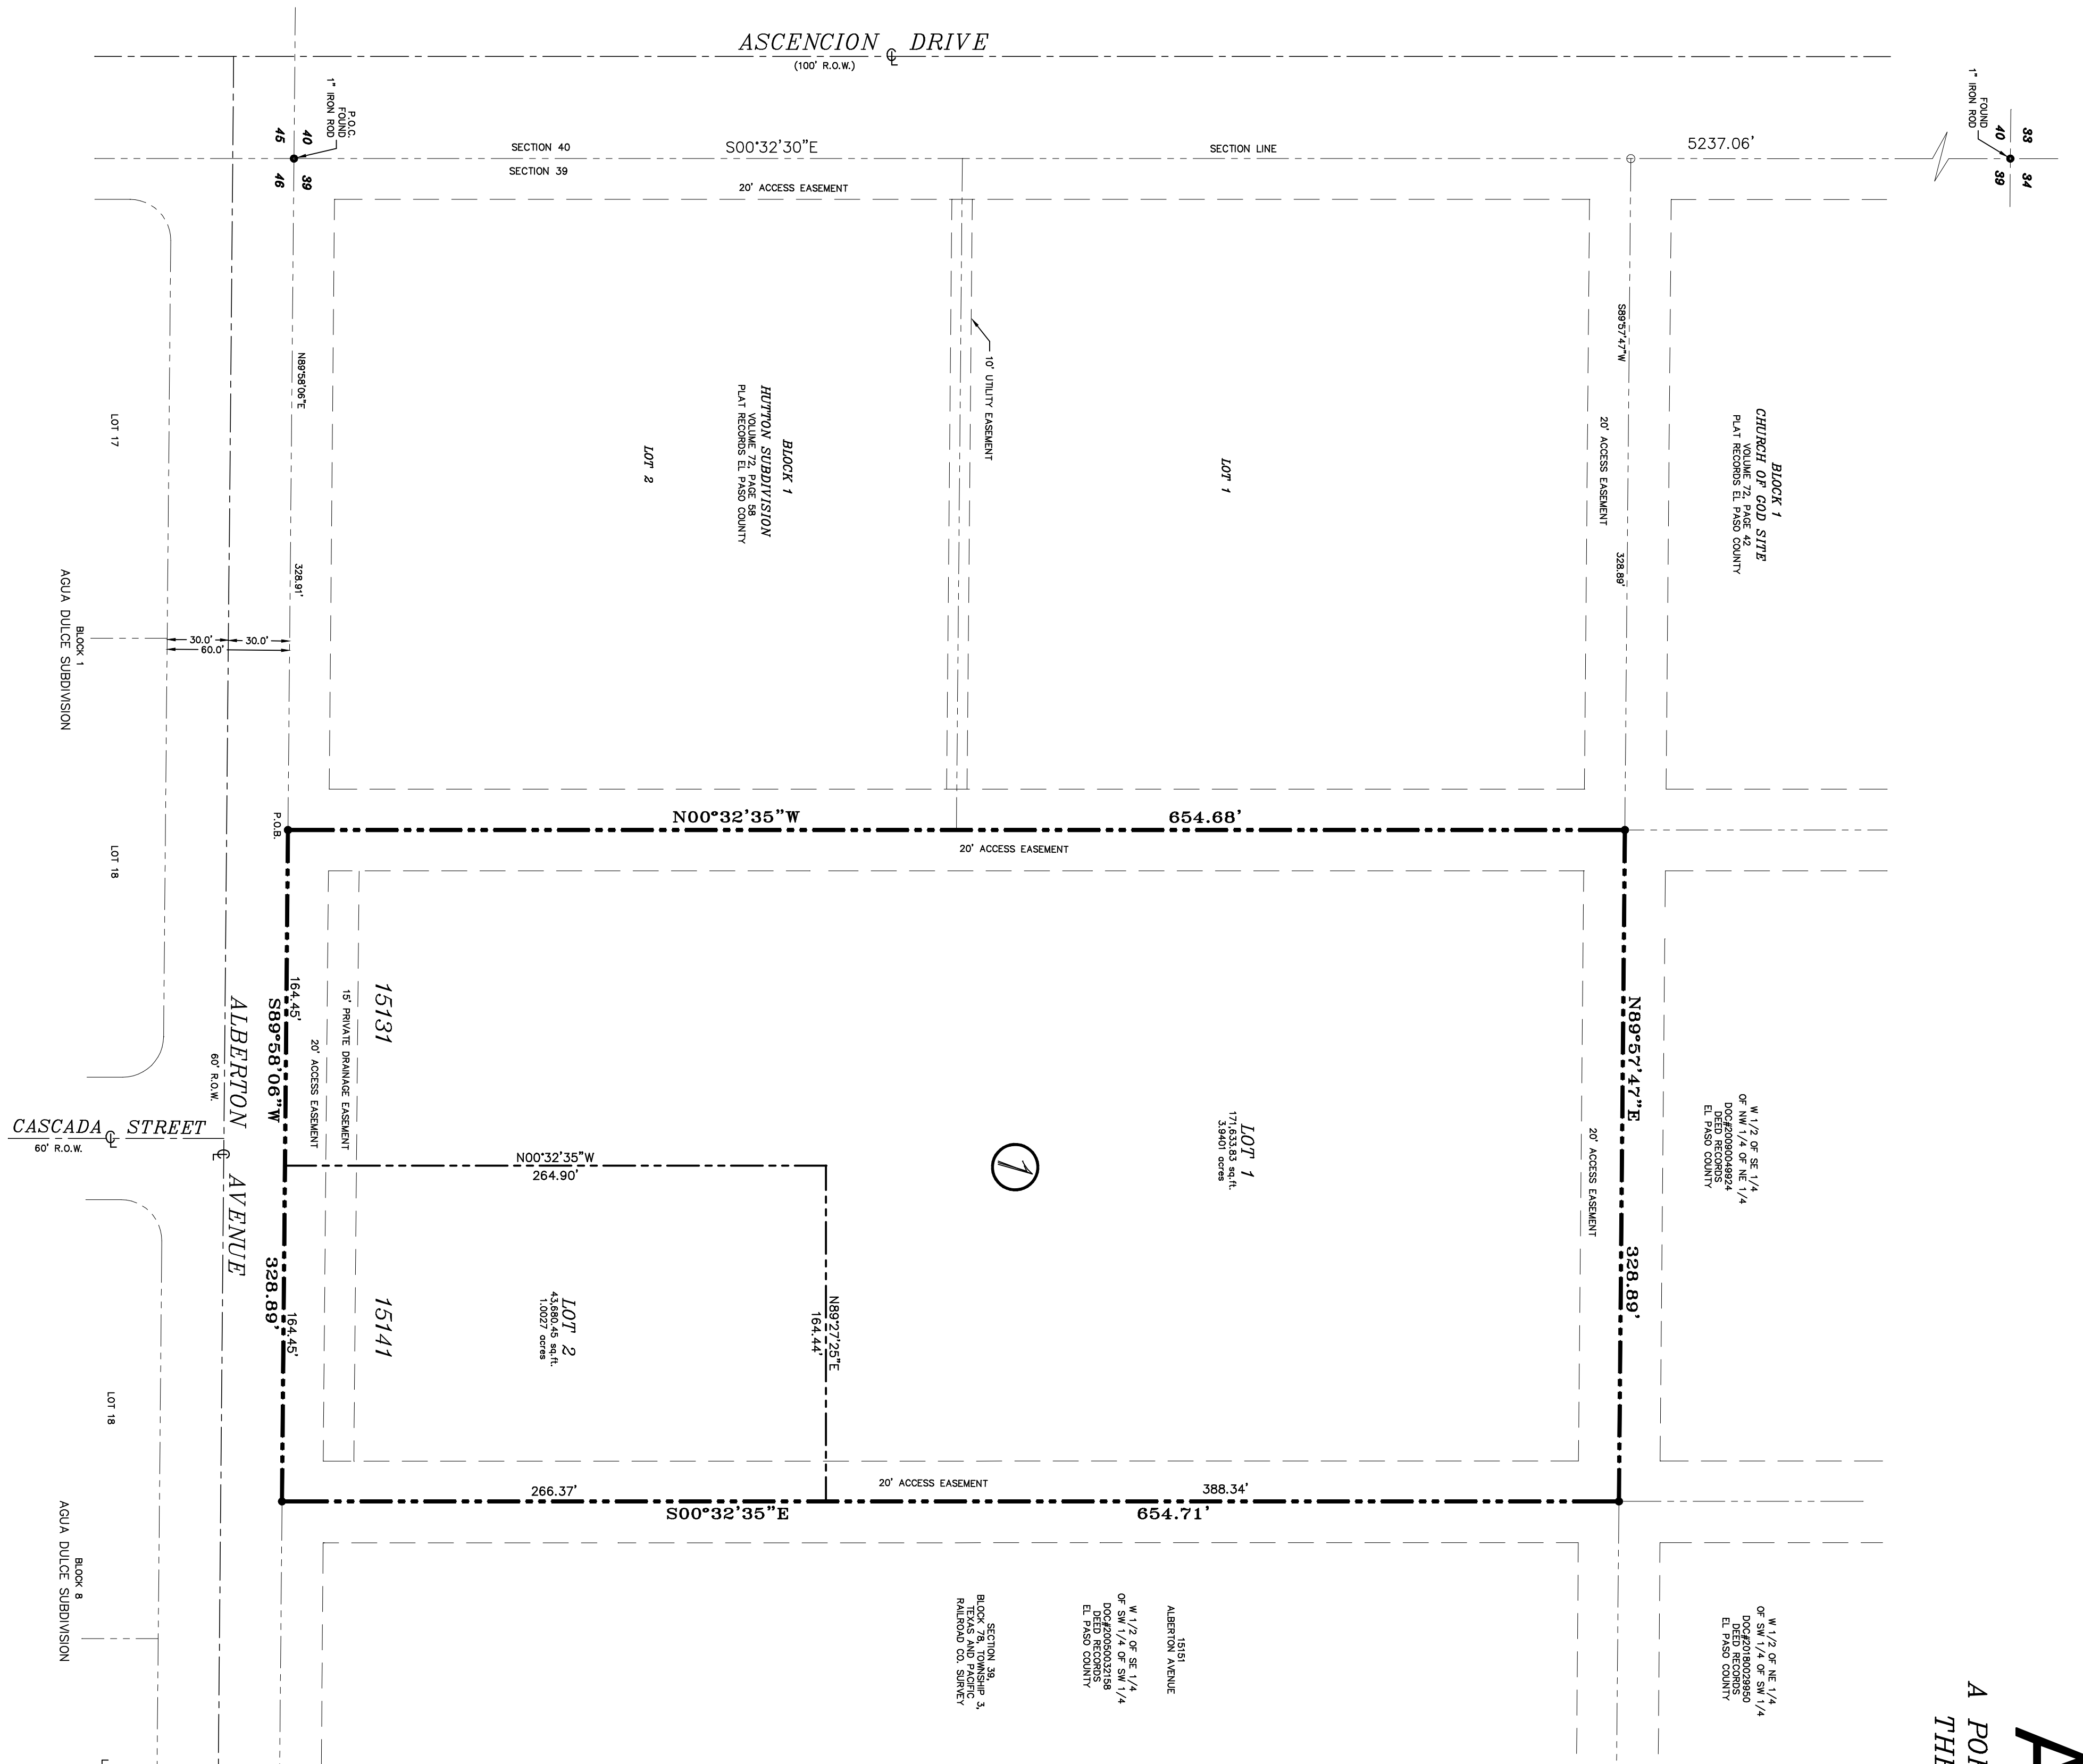 ASCENCION DRIVE
(100' R.O.W.)
FOUND
1" IRON ROD
33
34
40
39
P.O.C.
FOUND
1" IRON ROD
40
45
39
46
SECTION 40
SECTION 39
S00°32'30"E
SECTION LINE
5237.06'
20' ACCESS EASEMENT
N89°58'06"E
328.91'
S89°57'47"W
328.89'
10' UTILITY EASEMENT
20' ACCESS EASEMENT
LOT 17
LOT 2
BLOCK 1
HUTTON SUBDIVISION
VOLUME 72, PAGE 58
PLAT RECORDS EL PASO COUNTY
LOT 1
BLOCK 1
CHURCH OF GOD SITE
VOLUME 72, PAGE 42
PLAT RECORDS EL PASO COUNTY
30.0'
30.0'
60.0'
BLOCK 1
AGUA DULCE SUBDIVISION
LOT 18
P.O.B.
N00°32'35"W
654.68'
20' ACCESS EASEMENT
164.45'
S89°58'06"W
328.89'
164.45'
20' ACCESS EASEMENT
15' PRIVATE DRAINAGE EASEMENT
15131
15141
ALBERTON AVENUE
60' R.O.W.
CASCADA STREET
60' R.O.W.
N00°32'35"W
264.90'
LOT 1
171,633.83 sq.ft.
3.9401 acres
1
LOT 2
43,680.45 sq.ft.
1.0027 acres
N89°27'25"E
164.44'
N89°57'47"E
328.89'
20' ACCESS EASEMENT
W 1/2 OF SE 1/4
OF NW 1/4 OF NE 1/4
DOC#20090049924
DEED RECORDS
EL PASO COUNTY
266.37'
20' ACCESS EASEMENT
388.34'
S00°32'35"E
654.71'
LOT 18
BLOCK 8
AGUA DULCE SUBDIVISION
SECTION 39,
BLOCK 78, TOWNSHIP 3,
TEXAS AND PACIFIC
RAILROAD CO. SURVEY
W 1/2 OF SE 1/4
OF SW 1/4 OF SW 1/4
DOC#20050032158
DEED RECORDS
EL PASO COUNTY
15151
ALBERTON AVENUE
W 1/2 OF NE 1/4
OF SW 1/4 OF SW 1/4
DOC#20180029950
DEED RECORDS
EL PASO COUNTY
A